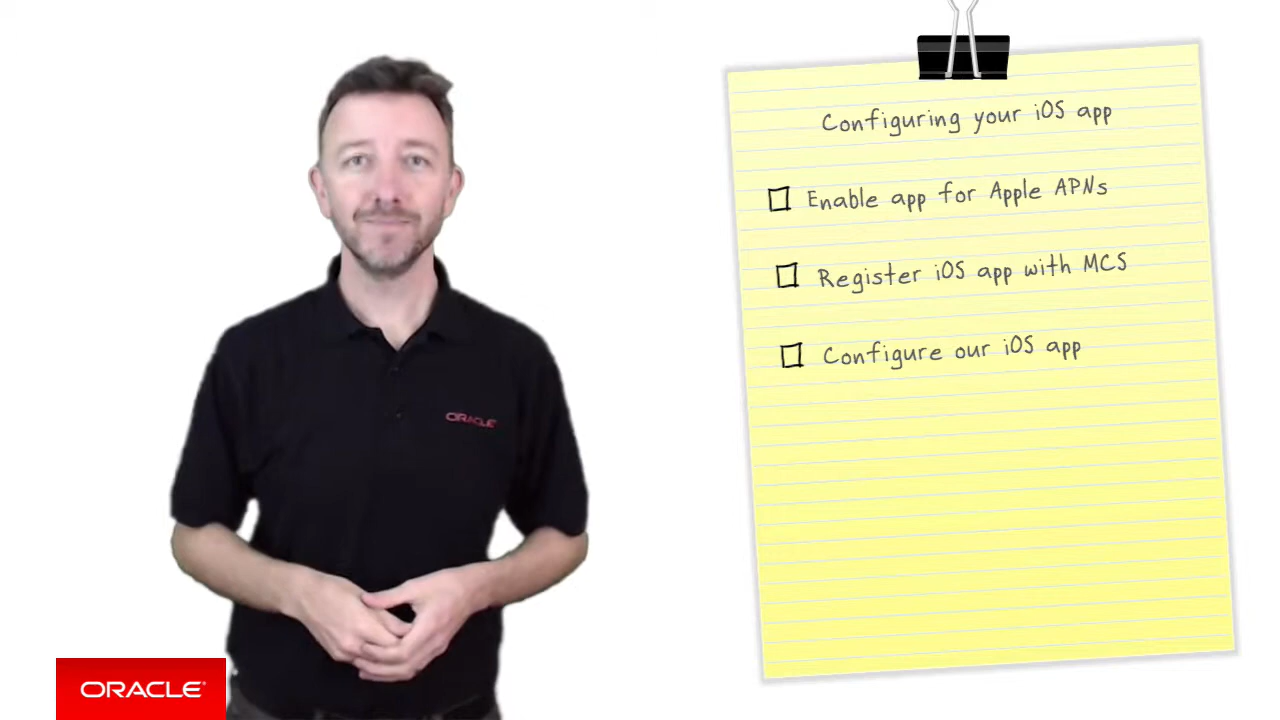 Configuring your iOS app
Enable app for Apple APNs
Register iOS app with MCS
Configure our iOS app
ORACLE
ORACLE